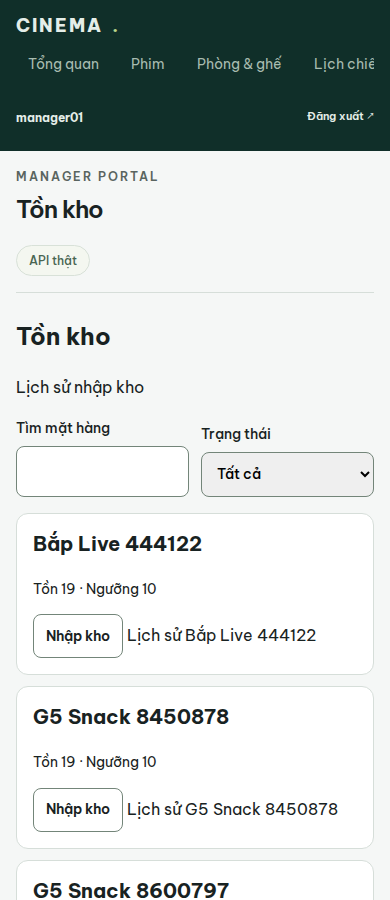 CINEMA .
Tổng quan Phim Phòng & ghế Lịch chiế
manager01 Đăng xuất ↗
MANAGER PORTAL
Tồn kho
API thật
Tồn kho
Lịch sử nhập kho
Tìm mặt hàng
Trạng thái
Tất cả
Bắp Live 444122
Tồn 19 · Ngưỡng 10
Nhập kho Lịch sử Bắp Live 444122
G5 Snack 8450878
Tồn 19 · Ngưỡng 10
Nhập kho Lịch sử G5 Snack 8450878
G5 Snack 8600797